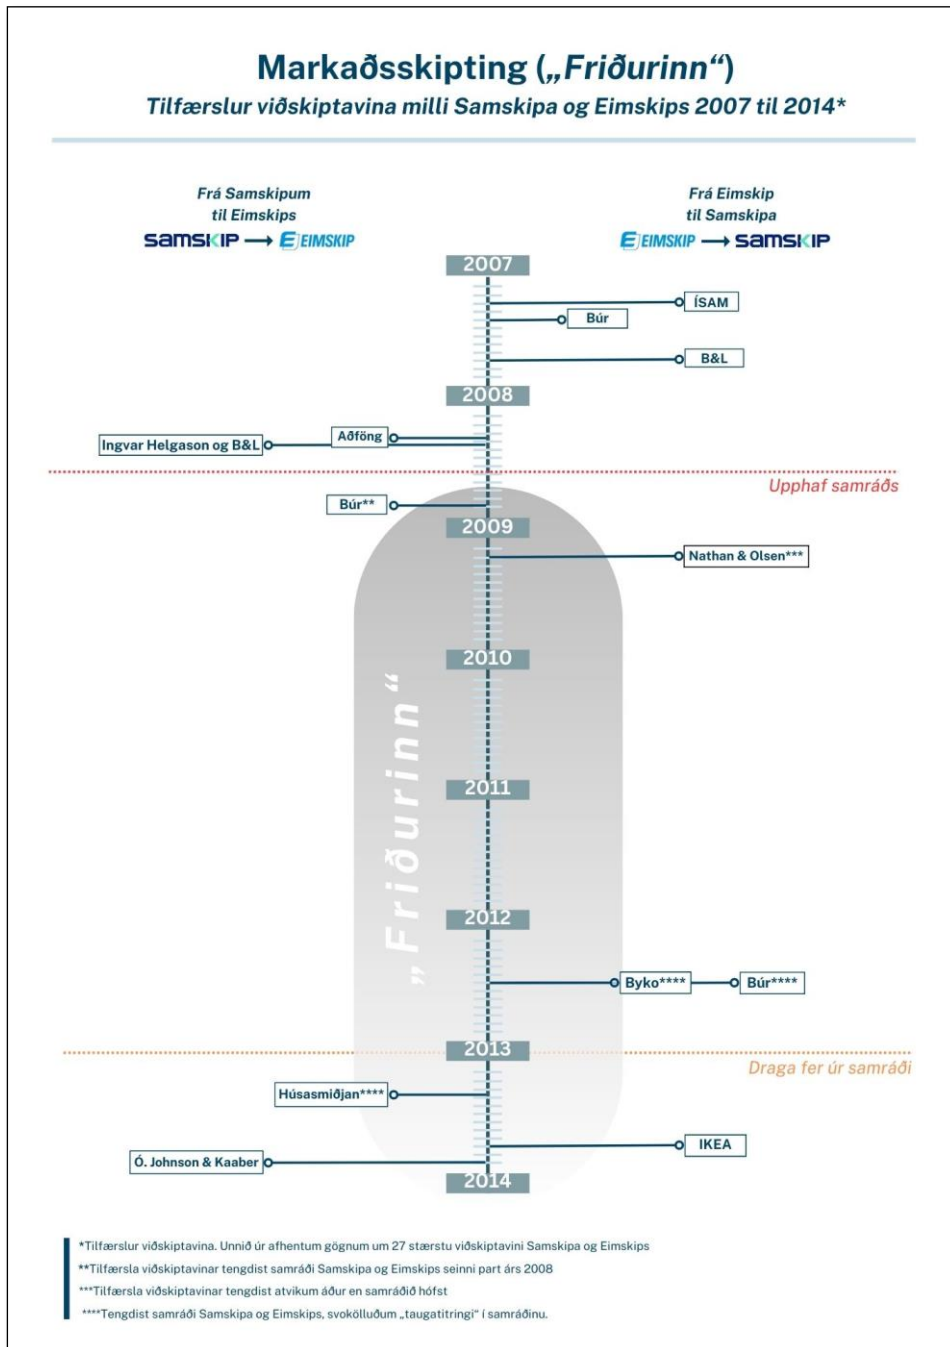 Markaðsskipting („Friðurinn“)
Tilfærslur viðskiptavina milli Samskipa og Eimskips 2007 til 2014*
Frá Samskipum
til Eimskips
SAMSKIP EIMSKIP
Frá Eimskip
til Samskipa
EIMSKIP SAMSKIP
2007
ÍSAM
Búr
B&L
2008
Aðföng
Ingvar Helgason og B&L
Upphaf samráðs
Búr**
2009
Nathan & Olsen***
2010
„Friðurinn“
2011
2012
Byko****
Búr****
2013
Draga fer úr samráði
Húsasmiðjan****
IKEA
Ó. Johnson & Kaaber
2014
*Tilfærslur viðskiptavina. Unnið úr afhentum gögnum um 27 stærstu viðskiptavini Samskipa og Eimskips
**Tilfærsla viðskiptavinar tengdist samráði Samskipa og Eimskips seinni part árs 2008
***Tilfærsla viðskiptavinar tengdist atvikum áður en samráðið hófst
****Tengdist samráði Samskipa og Eimskips, svokölluðum „taugatitringi“ í samráðinu.